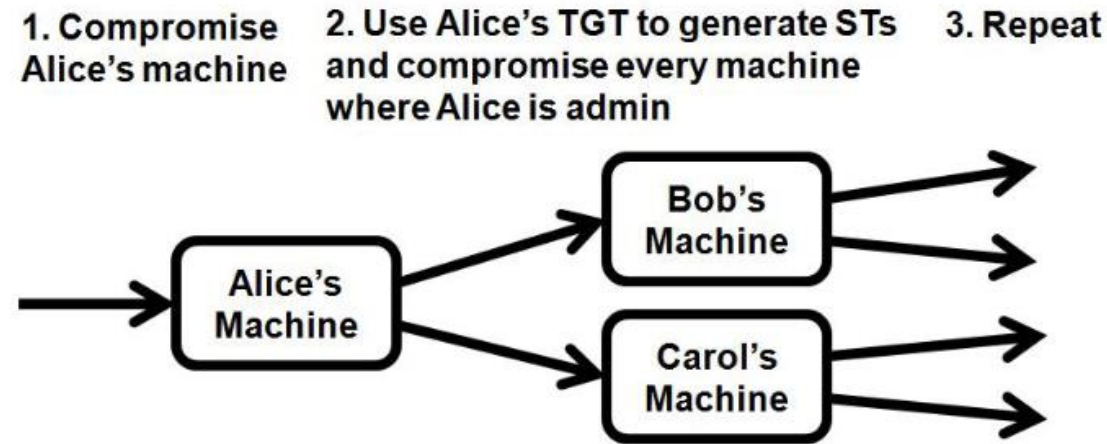 1. Compromise
Alice's machine
2. Use Alice's TGT to generate STs
and compromise every machine
where Alice is admin
3. Repeat
Alice's
Machine
Bob's
Machine
Carol's
Machine